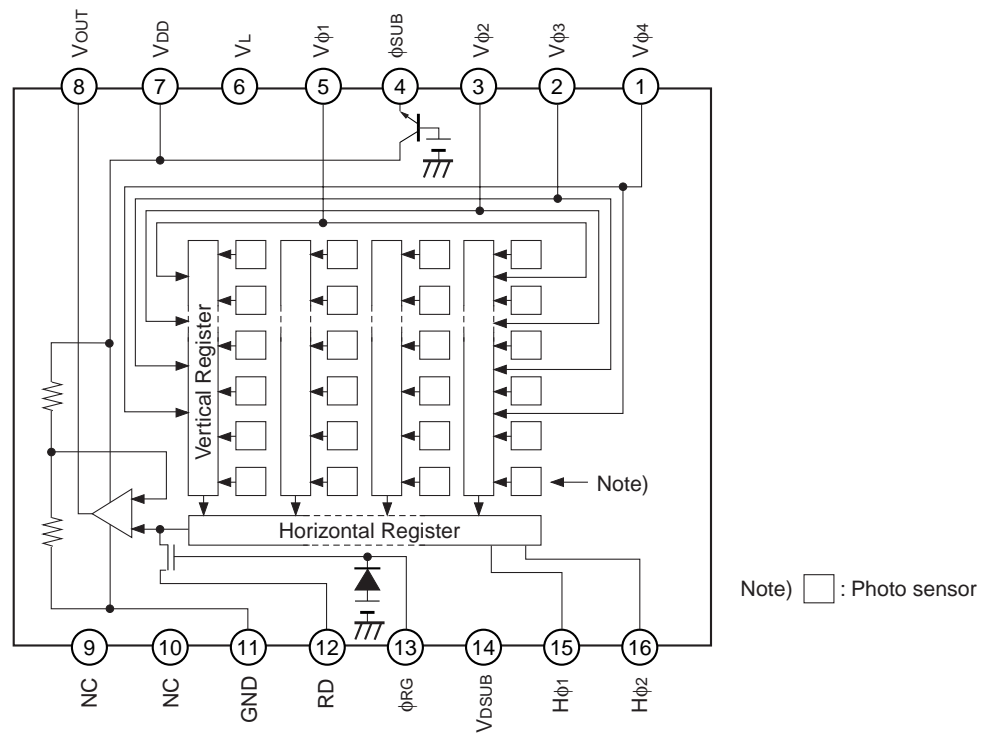 VOUT VDD VL Vφ1 φSUB Vφ2 Vφ3 Vφ4
8 7 6 5 4 3 2 1
Vertical Register
Note)
Horizontal Register
Note) : Photo sensor
9 10 11 12 13 14 15 16
NC NC GND RD φRG VDSUB Hφ1 Hφ2